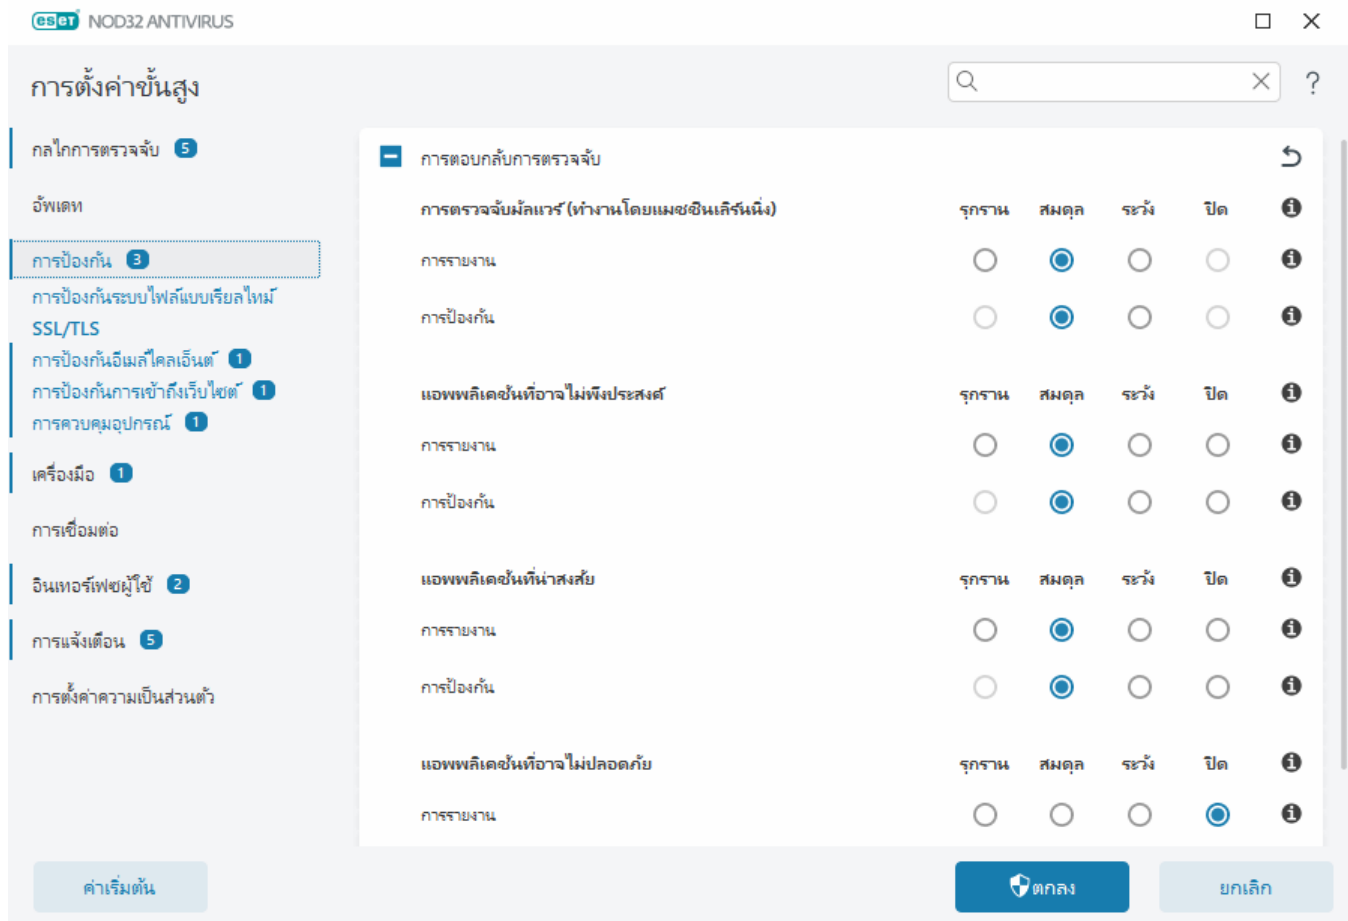 eset NOD32 ANTIVIRUS
การตั้งค่าขั้นสูง
?
กลไกการตรวจจับ 5
อัพเดท
การป้องกัน 3
การป้องกันระบบไฟล์แบบเรียลไทม์
SSL/TLS
การป้องกันอีเมลไคลเอ็นต์ 1
การป้องกันการเข้าถึงเว็บไซต์ 1
การควบคุมอุปกรณ์ 1
เครื่องมือ 1
การเชื่อมต่อ
อินเทอร์เฟซผู้ใช้ 2
การแจ้งเตือน 5
การตั้งค่าความเป็นส่วนตัว
การตอบกลับการตรวจจับ
การตรวจจับมัลแวร์ (ทำงานโดยแมชชีนเลิร์นนิ่ง) รุกราน สมดุล ระวัง ปิด
การรายงาน
การป้องกัน
แอพพลิเคชันที่อาจไม่พึงประสงค์ รุกราน สมดุล ระวัง ปิด
การรายงาน
การป้องกัน
แอพพลิเคชันที่น่าสงสัย รุกราน สมดุล ระวัง ปิด
การรายงาน
การป้องกัน
แอพพลิเคชันที่อาจไม่ปลอดภัย รุกราน สมดุล ระวัง ปิด
การรายงาน
ค่าเริ่มต้น ตกลง ยกเลิก